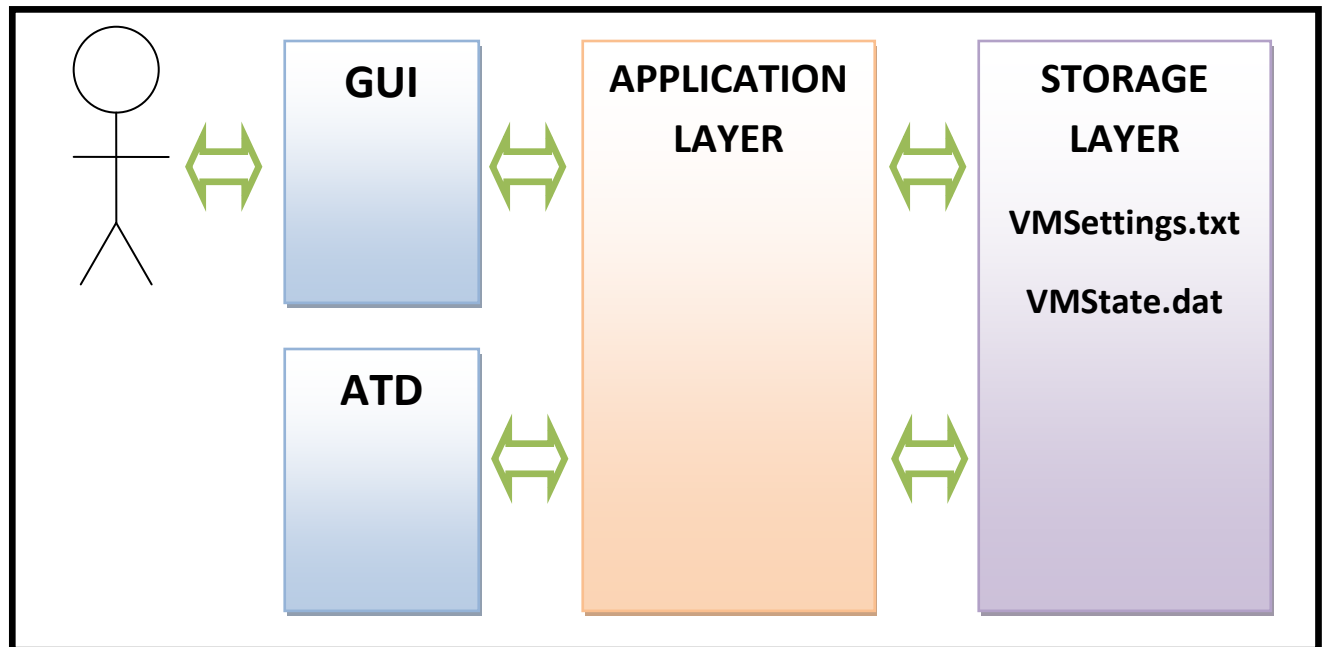 GUI
ATD
APPLICATION
LAYER
STORAGE
LAYER
VMSettings.txt
VMState.dat